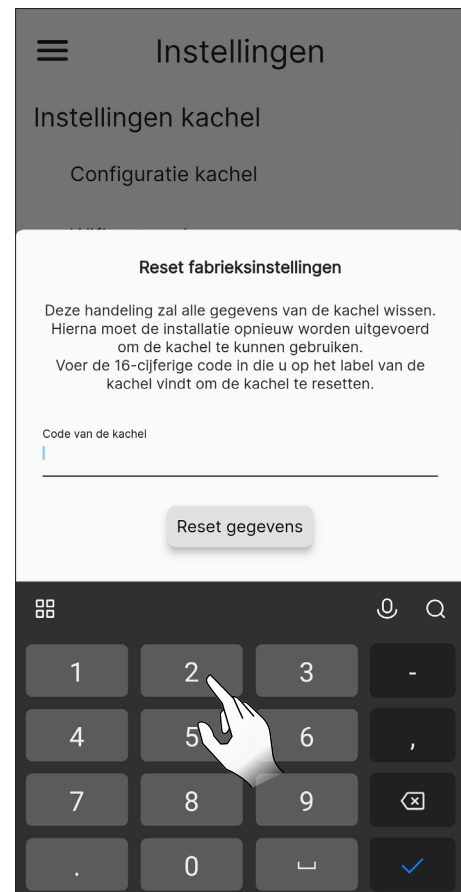 Instellingen
Instellingen kachel
Configuratie kachel
Reset fabrieksinstellingen
Deze handeling zal alle gegevens van de kachel wissen.
Hierna moet de installatie opnieuw worden uitgevoerd
om de kachel te kunnen gebruiken.
Voer de 16-cijferige code in die u op het label van de
kachel vindt om de kachel te resetten.
Code van de kachel
Reset gegevens
1 2 3 -
4 5 6 ,
7 8 9
. 0